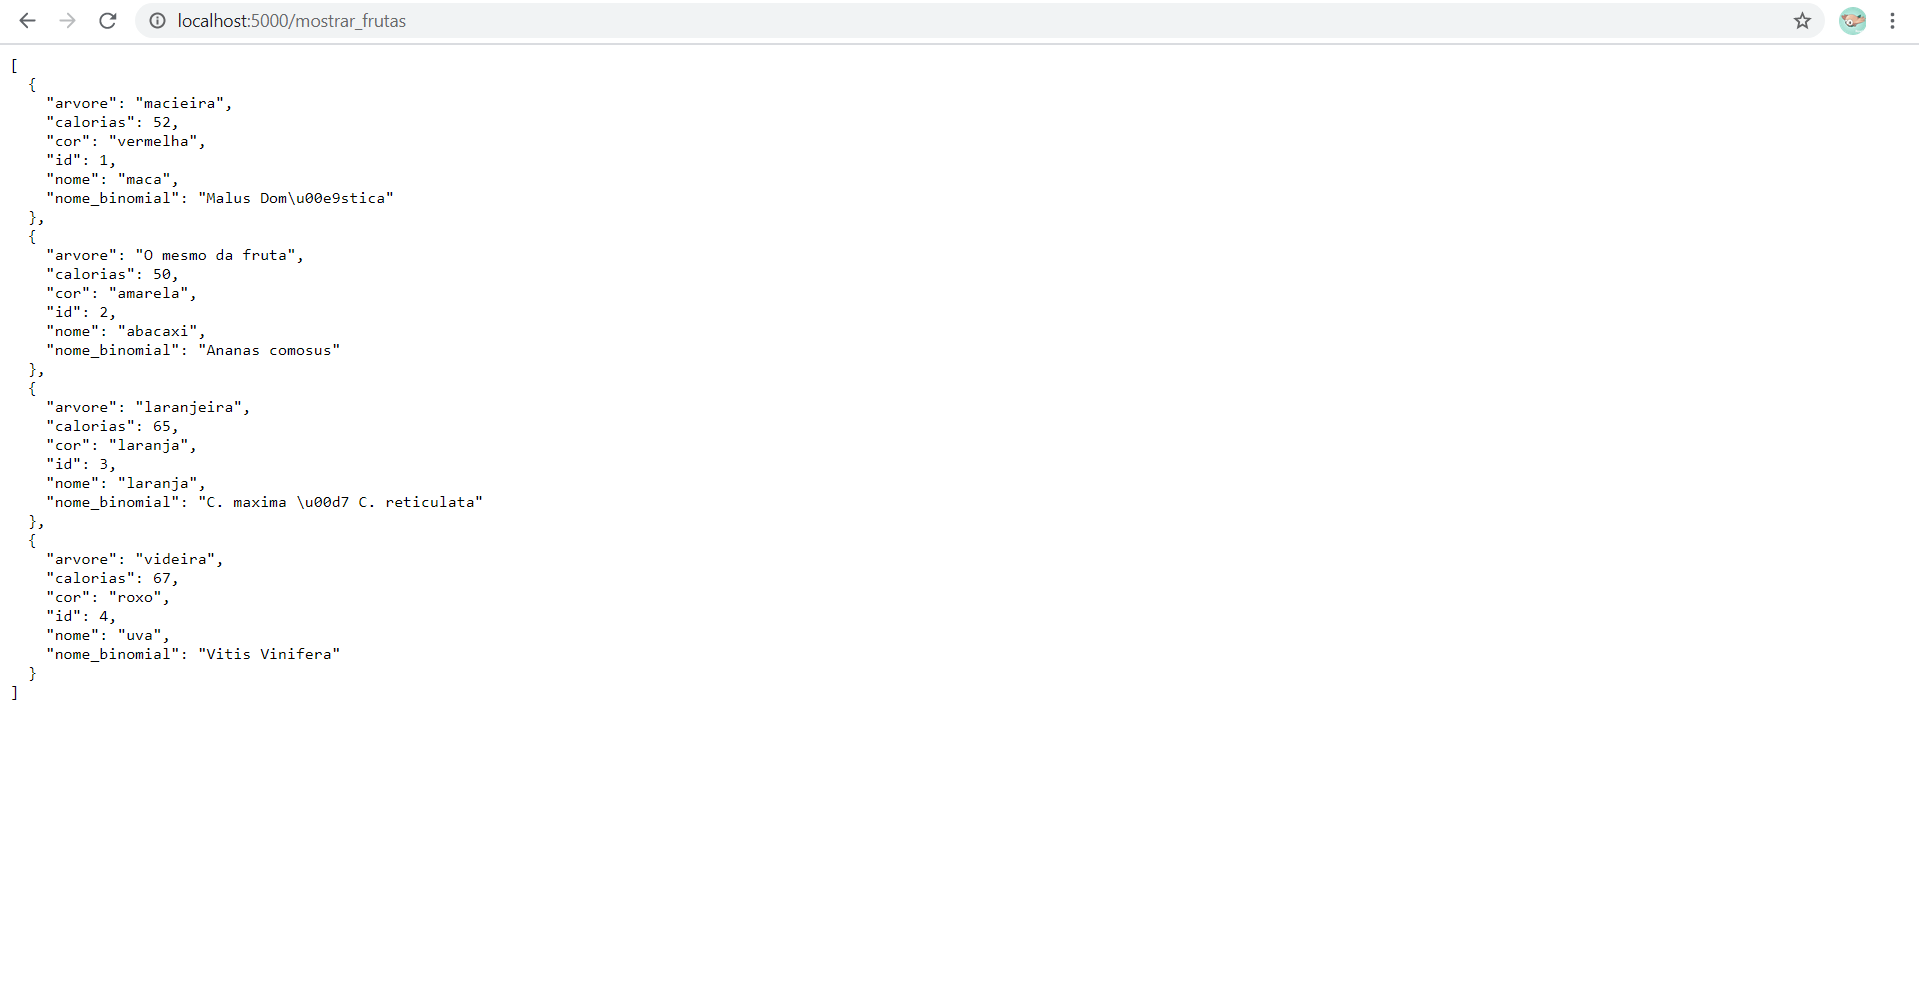 localhost:5000/mostrar_frutas
[
  {
    "arvore": "macieira",
    "calorias": 52,
    "cor": "vermelha",
    "id": 1,
    "nome": "maca",
    "nome_binomial": "Malus Dom\u00e9stica"
  },
  {
    "arvore": "O mesmo da fruta",
    "calorias": 50,
    "cor": "amarela",
    "id": 2,
    "nome": "abacaxi",
    "nome_binomial": "Ananas comosus"
  },
  {
    "arvore": "laranjeira",
    "calorias": 65,
    "cor": "laranja",
    "id": 3,
    "nome": "laranja",
    "nome_binomial": "C. maxima \u00d7 C. reticulata"
  },
  {
    "arvore": "videira",
    "calorias": 67,
    "cor": "roxo",
    "id": 4,
    "nome": "uva",
    "nome_binomial": "Vitis Vinifera"
  }
]